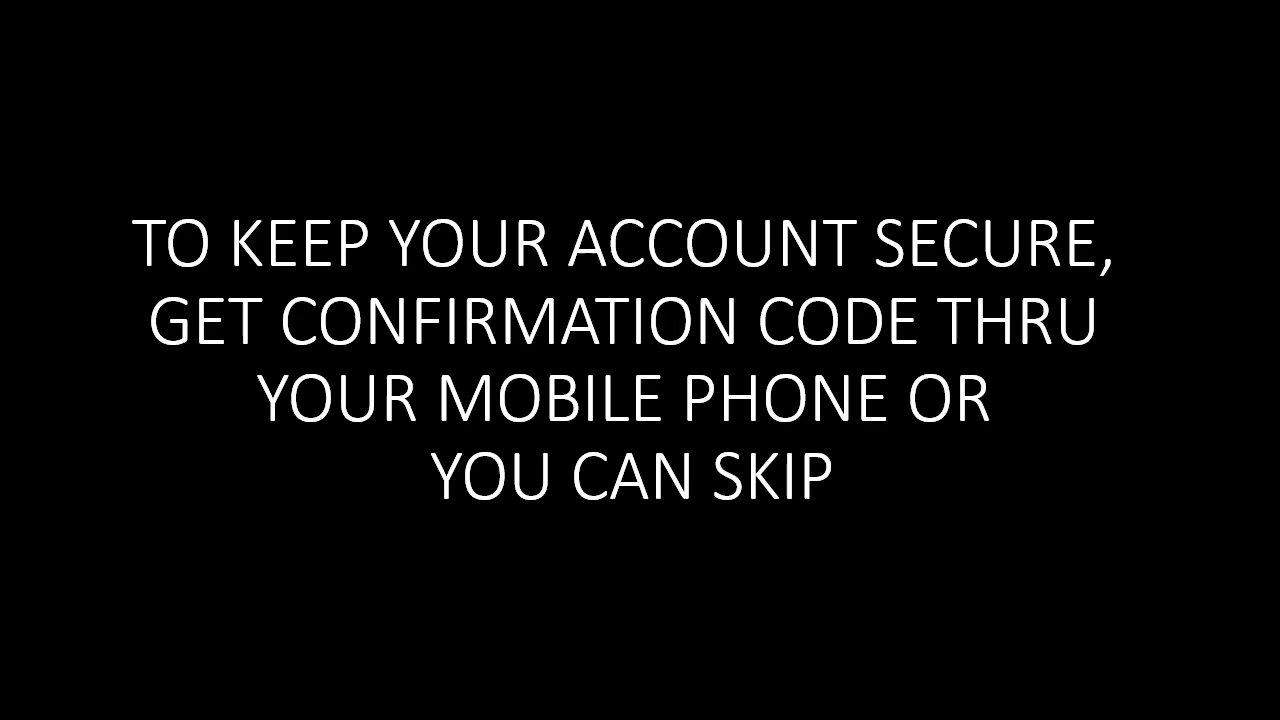 TO KEEP YOUR ACCOUNT SECURE,
GET CONFIRMATION CODE THRU
YOUR MOBILE PHONE OR
YOU CAN SKIP